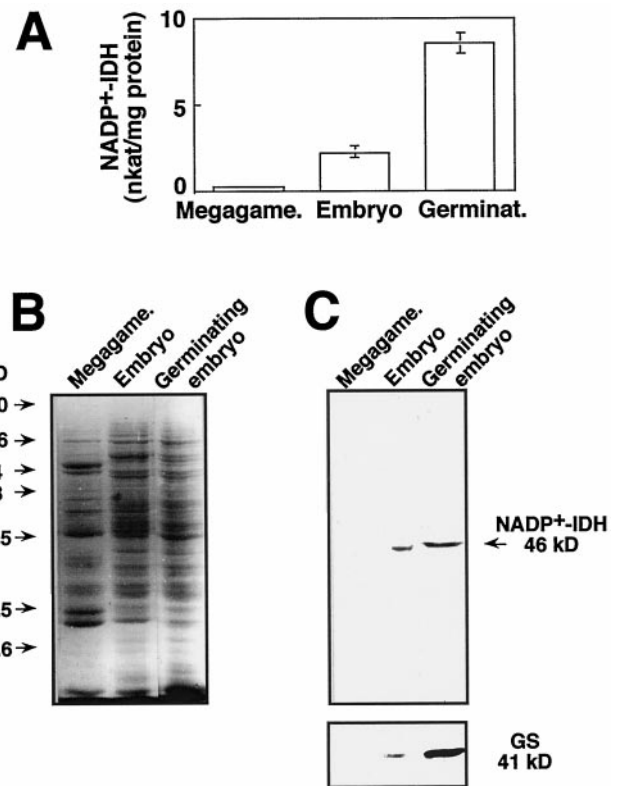 A
NADP+-IDH
(nkat/mg protein)
10
5
0
Megagame. Embryo Germinat.
B
Megagame.
Embryo
Germinating
embryo
C
Megagame.
Embryo
Germinating
embryo
NADP+-IDH
46 kD
GS
41 kD